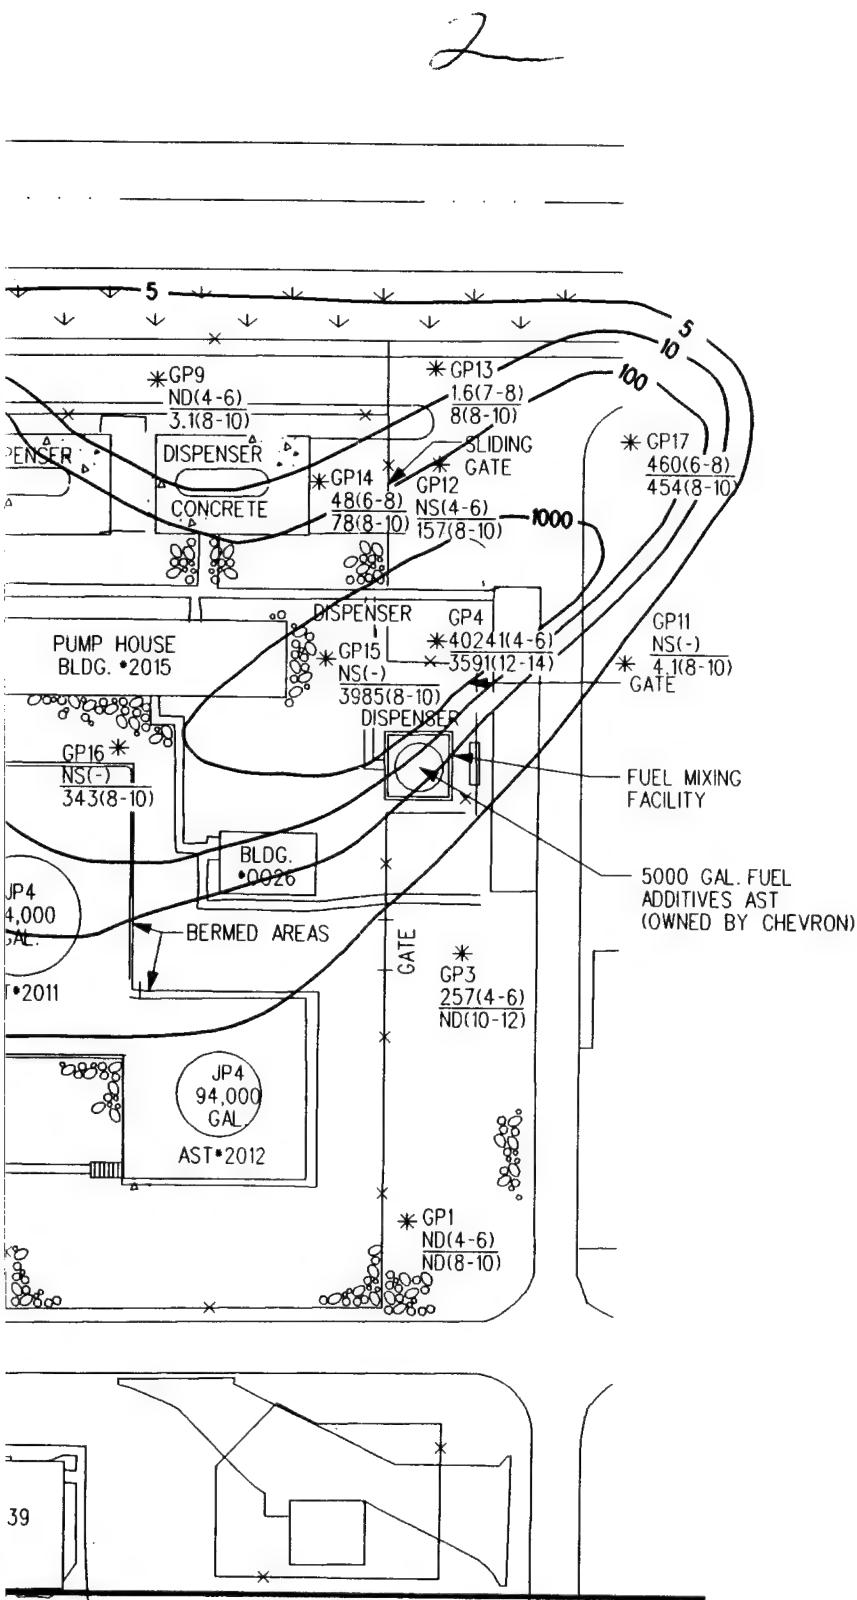 2
5
5
10
100
GP9
ND(4-6)
3.1(8-10)
GP13
1.6(7-8)
8(8-10)
GP17
460(6-8)
454(8-10)
SLIDING
GATE
DISPENSER
CONCRETE
GP14
48(6-8)
78(8-10)
GP12
NS(4-6)
157(8-10)
1000
PUMP HOUSE
BLDG. *2015
DISPENSER
GP4
40241(4-6)
3591(12-14)
GP11
NS(-)
4.1(8-10)
GATE
GP15
NS(-)
3985(8-10)
DISPENSER
GP16
NS(-)
343(8-10)
FUEL MIXING
FACILITY
BLDG.
*0026
5000 GAL. FUEL
ADDITIVES AST
(OWNED BY CHEVRON)
JP4
4,000
GAL.
T*2011
BERMED AREAS
GATE
GP3
257(4-6)
ND(10-12)
JP4
94,000
GAL.
AST*2012
GP1
ND(4-6)
ND(8-10)
39